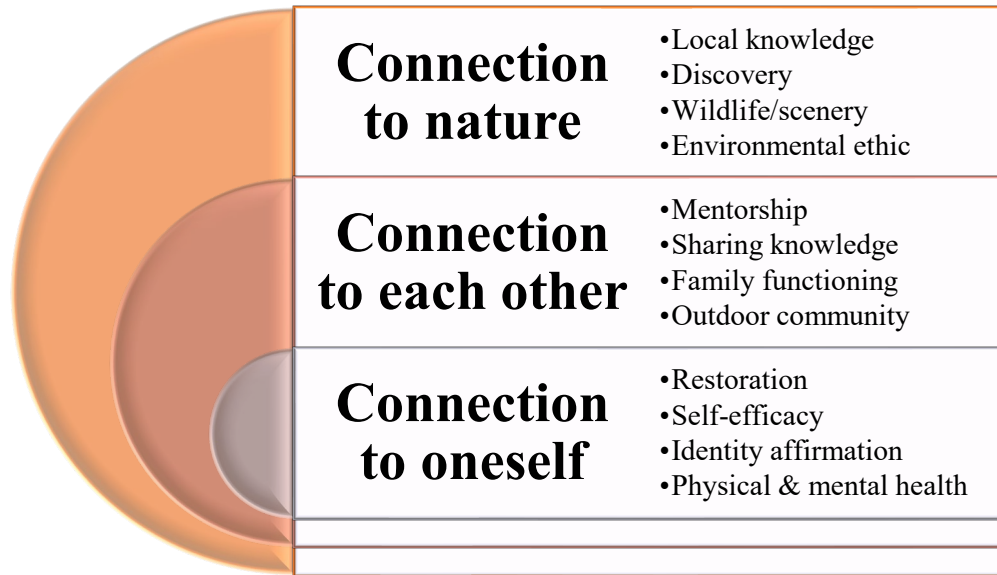 Connection
to nature
•Local knowledge
•Discovery
•Wildlife/scenery
•Environmental ethic
Connection
to each other
•Mentorship
•Sharing knowledge
•Family functioning
•Outdoor community
Connection
to oneself
•Restoration
•Self-efficacy
•Identity affirmation
•Physical & mental health